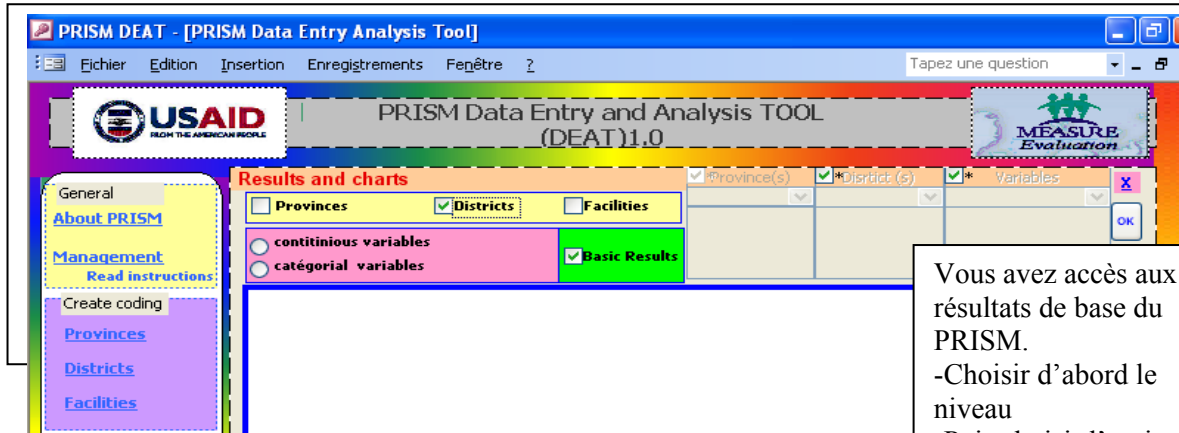 PRISM DEAT - [PRISM Data Entry Analysis Tool]
Fichier Edition Insertion Enregistrements Fenêtre ?
Tapez une question
USAID
FROM THE AMERICAN PEOPLE
PRISM Data Entry and Analysis TOOL
(DEAT)1.0
MEASURE
Evaluation
General
About PRISM
Management
Read instructions
Create coding
Provinces
Districts
Facilities
Results and charts
Provinces Districts Facilities
contitinious variables
catégorial variables
Basic Results
*Province(s) *Disrtict (s) * Variables
X
OK
Vous avez accès aux
résultats de base du
PRISM.
-Choisir d'abord le
niveau